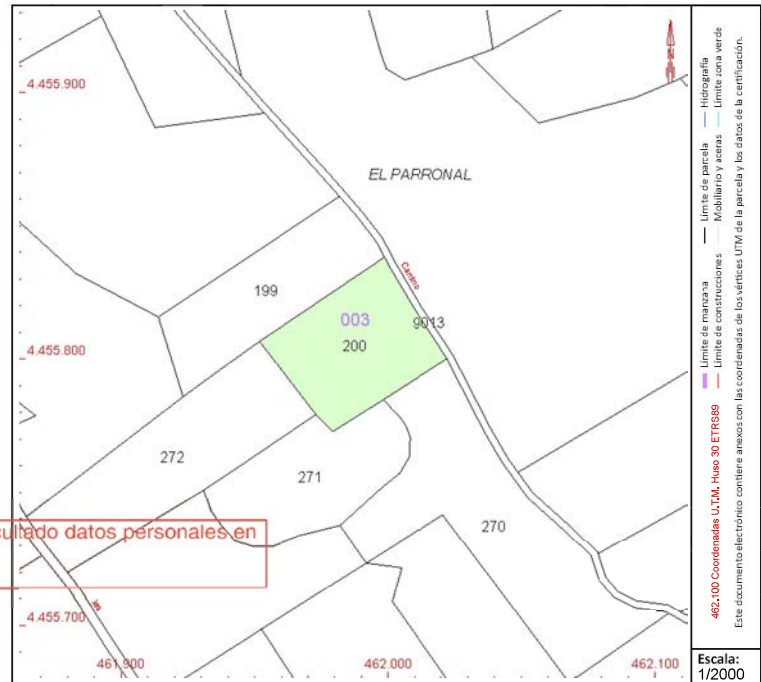 4.455.900
EL PARRONAL
Camino
199
003
9013
200
4.455.800
272
271
270
cultado datos personales en
4.455.700
461.900
462.000
462.100
Límite de manzana
Límite de parcela
Hidrografía
Límite de construcciones
Mobiliario y aceras
Límite zona verde
462,100 Coordenadas U.T.M. Huso 30 ETRS89
Este documento electrónico contiene anexos con las coordenadas de los vértices UTM de la parcela y los datos de la certificación.
Escala:
1/2000